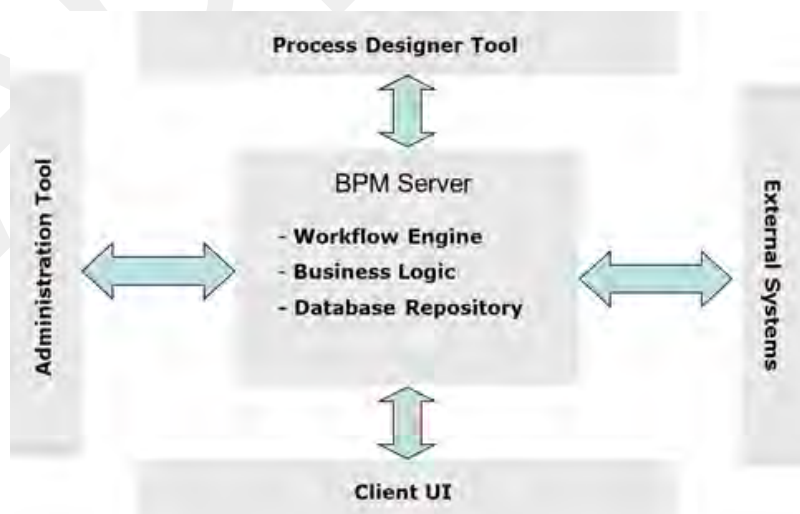 Process Designer Tool
Administration Tool
BPM Server
- Workflow Engine
- Business Logic
- Database Repository
External Systems
Client UI